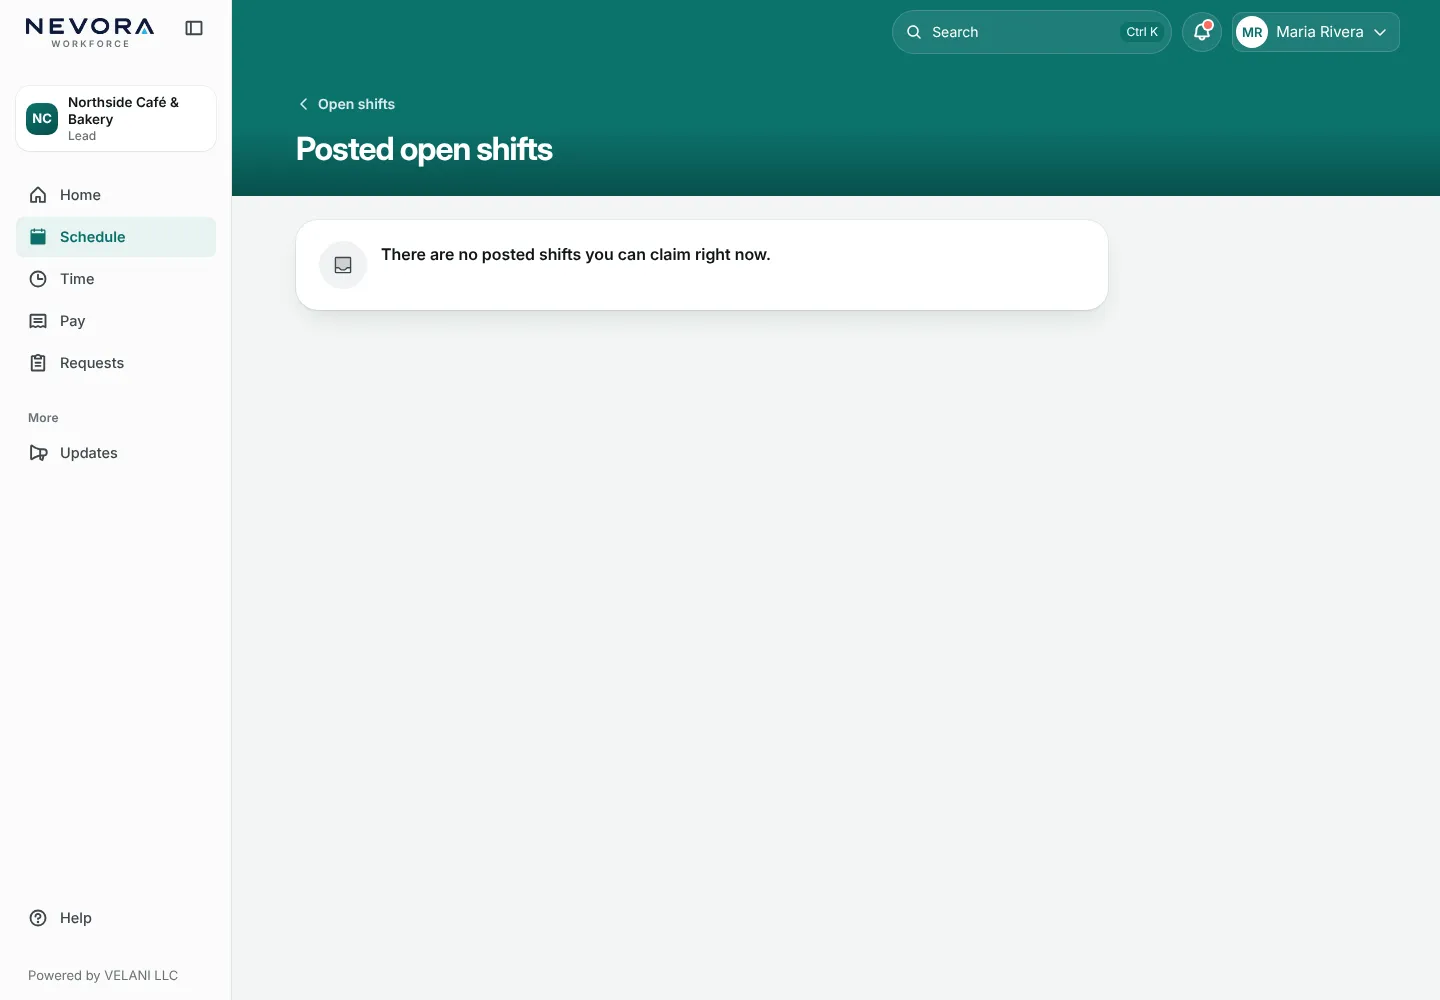 NEVORA
WORKFORCE
Search
Ctrl K
MR
Maria Rivera
NC
Northside Café &
Bakery
Lead
Open shifts
Posted open shifts
Home
Schedule
Time
Pay
Requests
More
Updates
There are no posted shifts you can claim right now.
Help
Powered by VELANI LLC